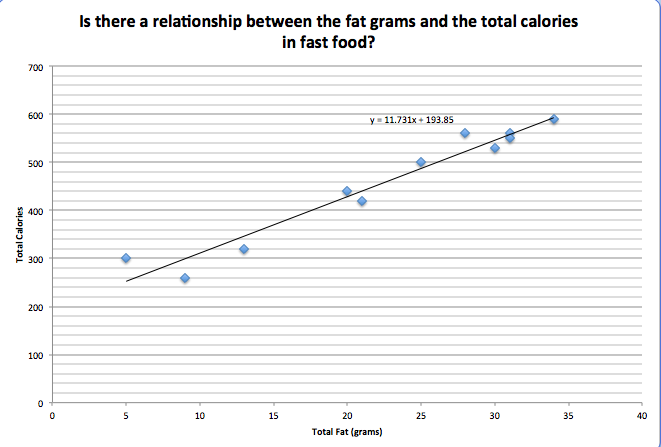 Is there a relationship between the fat grams and the total calories
in fast food?
700
600
500
400
300
200
100
0
y = 11.731x + 193.85
Total Calories
0 5 10 15 20 25 30 35 40
Total Fat (grams)